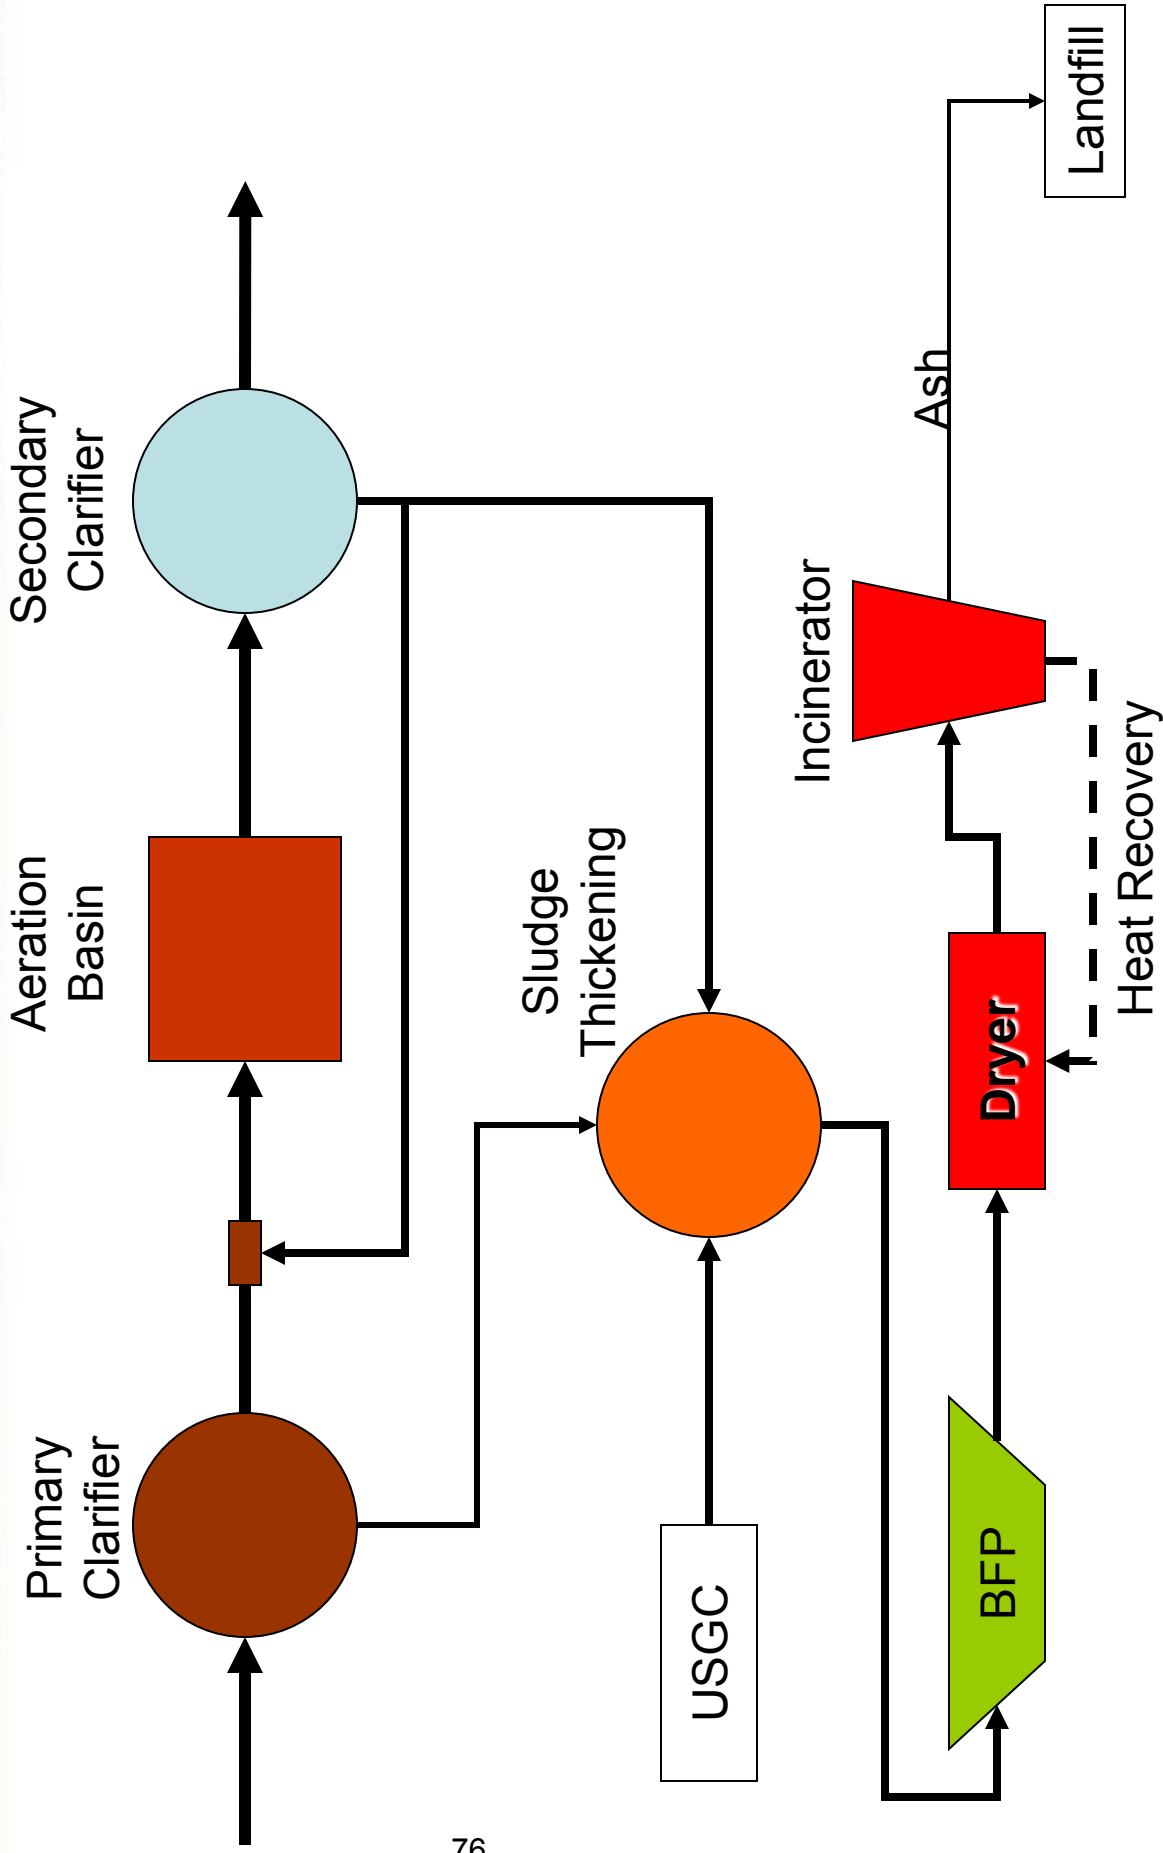 Primary
Clarifier
Aeration
Basin
Secondary
Clarifier
Sludge
Thickening
USGC
Incinerator
Ash
Landfill
BFP
Dryer
Heat Recovery
76